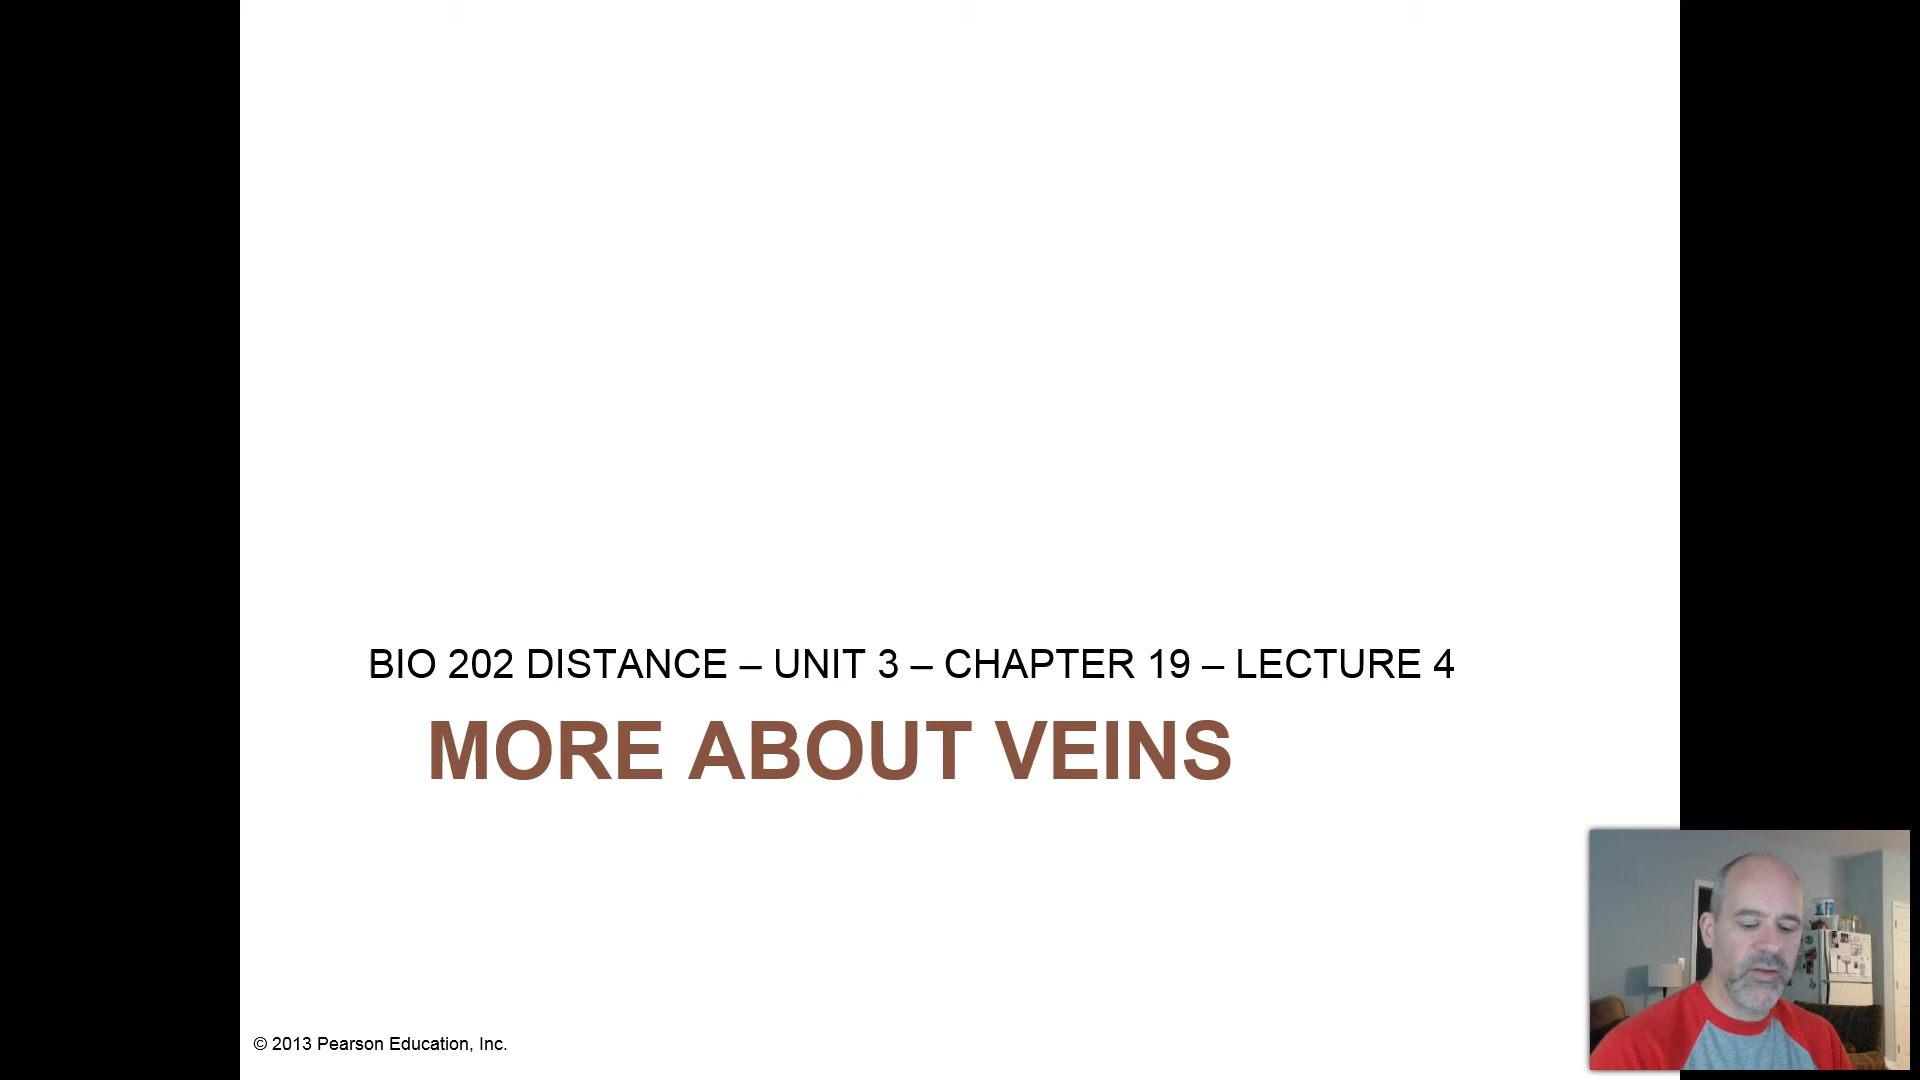 BIO 202 DISTANCE – UNIT 3 – CHAPTER 19 – LECTURE 4
MORE ABOUT VEINS
© 2013 Pearson Education, Inc.